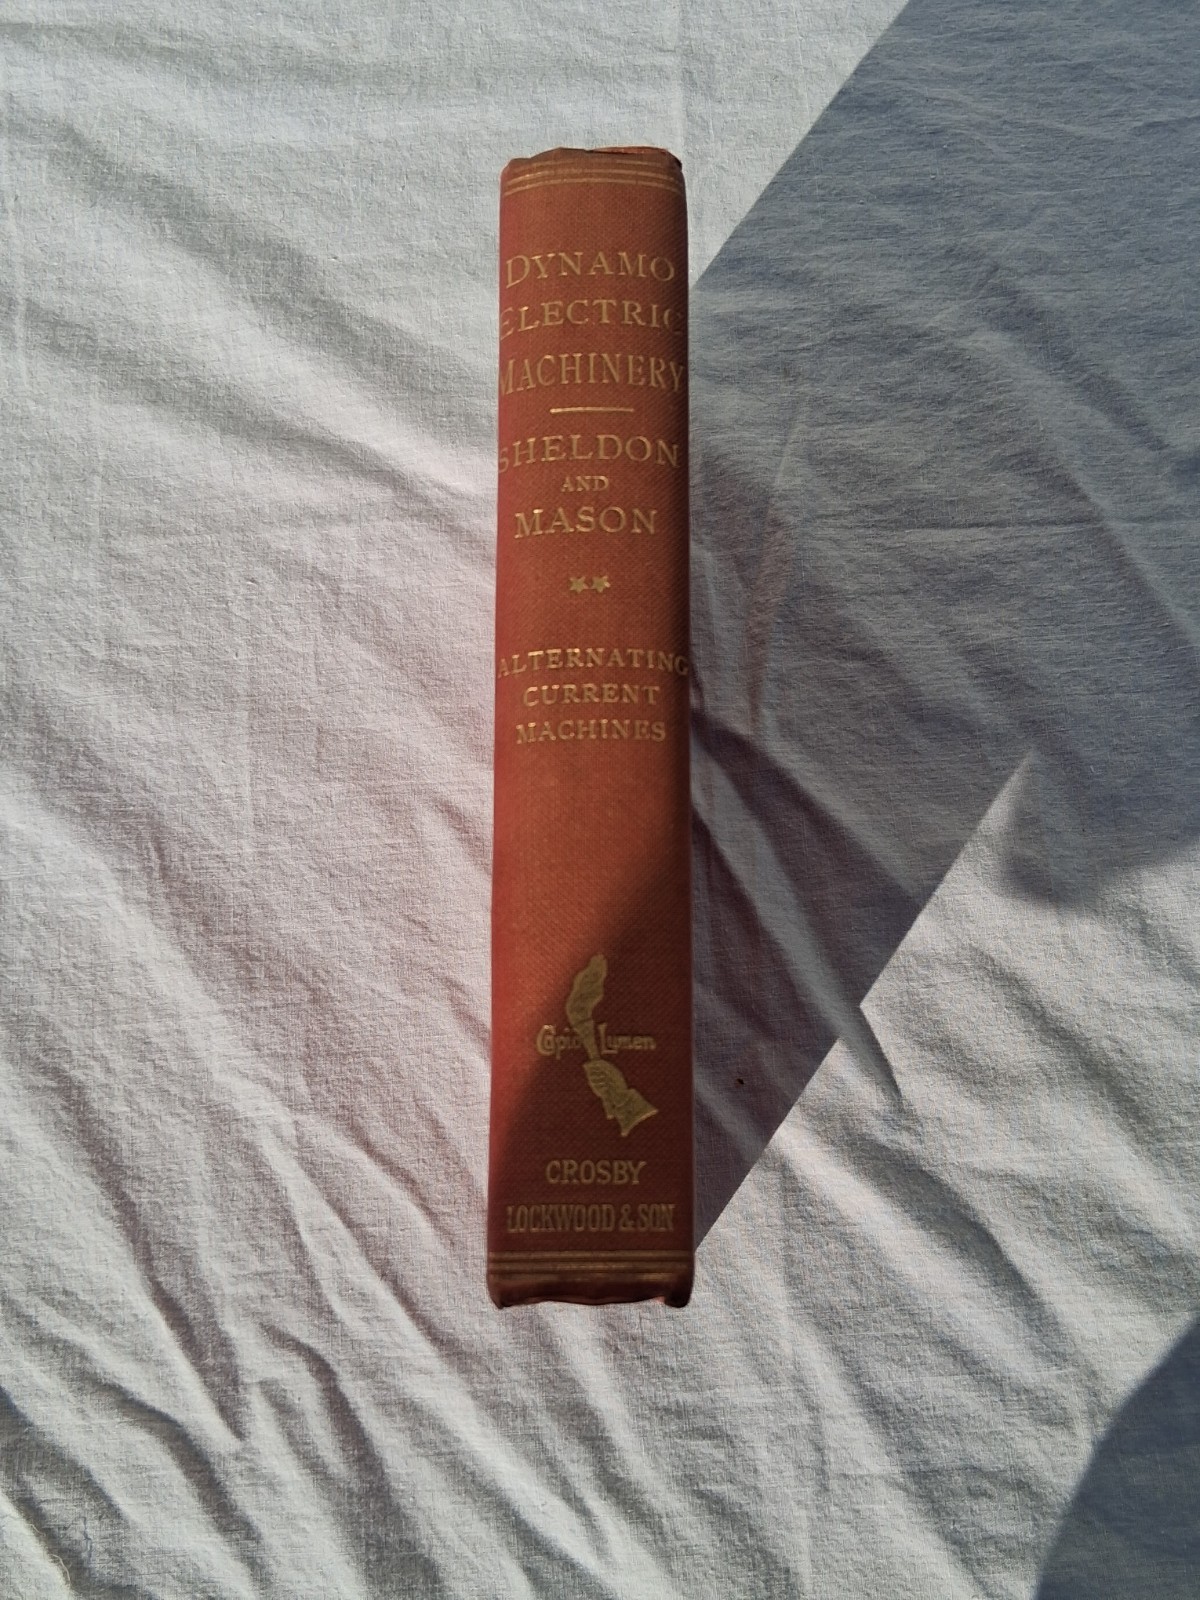 DYNAMO
ELECTRIC
MACHINERY
SHELDON
AND
MASON
ALTERNATING
CURRENT
MACHINES
Capio Lumen
CROSBY
LOCKWOOD & SON